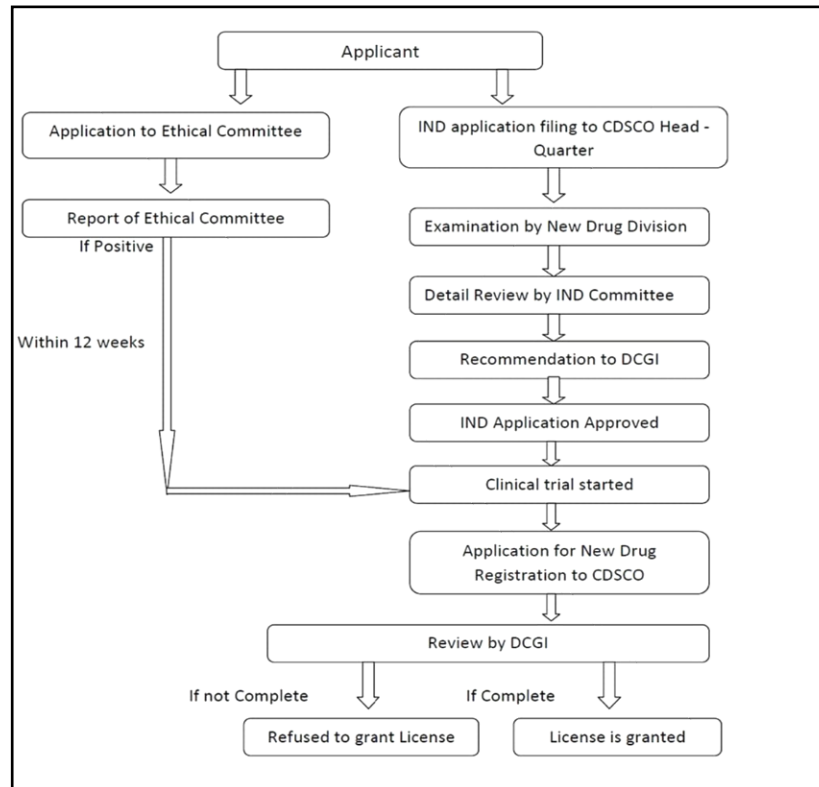 Applicant
Application to Ethical Committee
IND application filing to CDSCO Head -
Quarter
Report of Ethical Committee
Examination by New Drug Division
If Positive
Detail Review by IND Committee
Within 12 weeks
Recommendation to DCGI
IND Application Approved
Clinical trial started
Application for New Drug
Registration to CDSCO
Review by DCGI
If not Complete
If Complete
Refused to grant License
License is granted